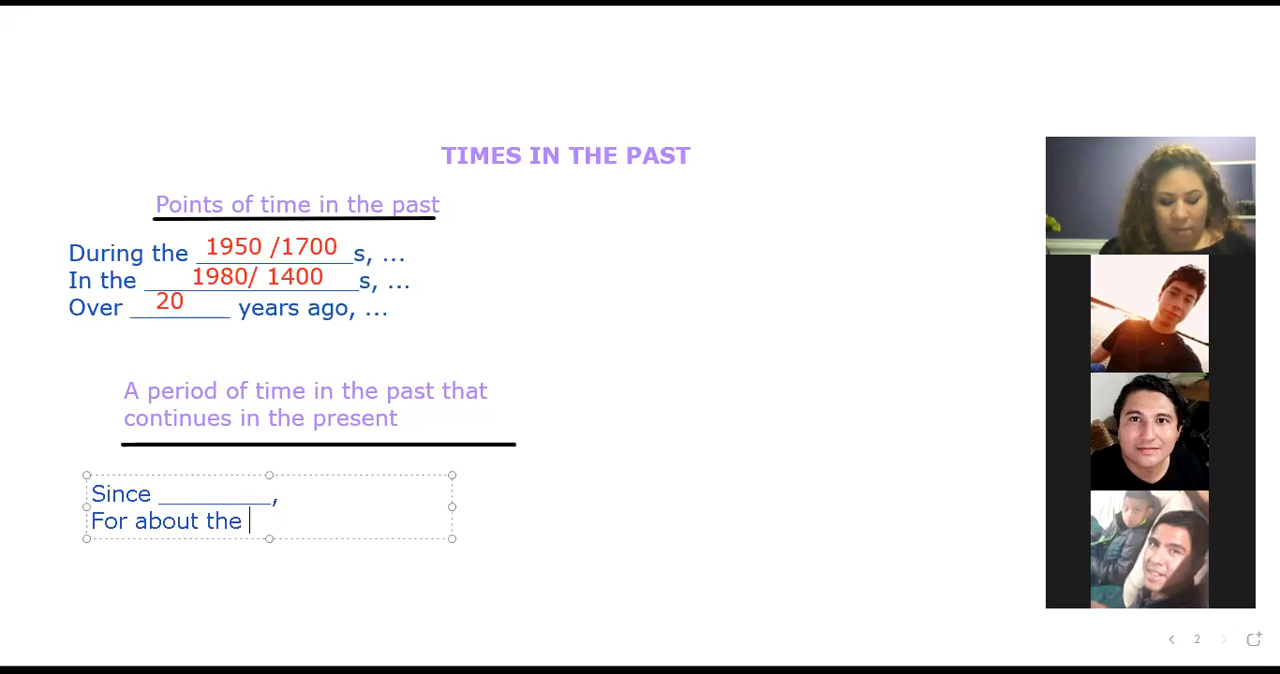 TIMES IN THE PAST
Points of time in the past
During the 1950 /1700 s, ...
In the 1980/ 1400 s, ...
Over 20 years ago, ...
A period of time in the past that
continues in the present
Since _________,
For about the
2